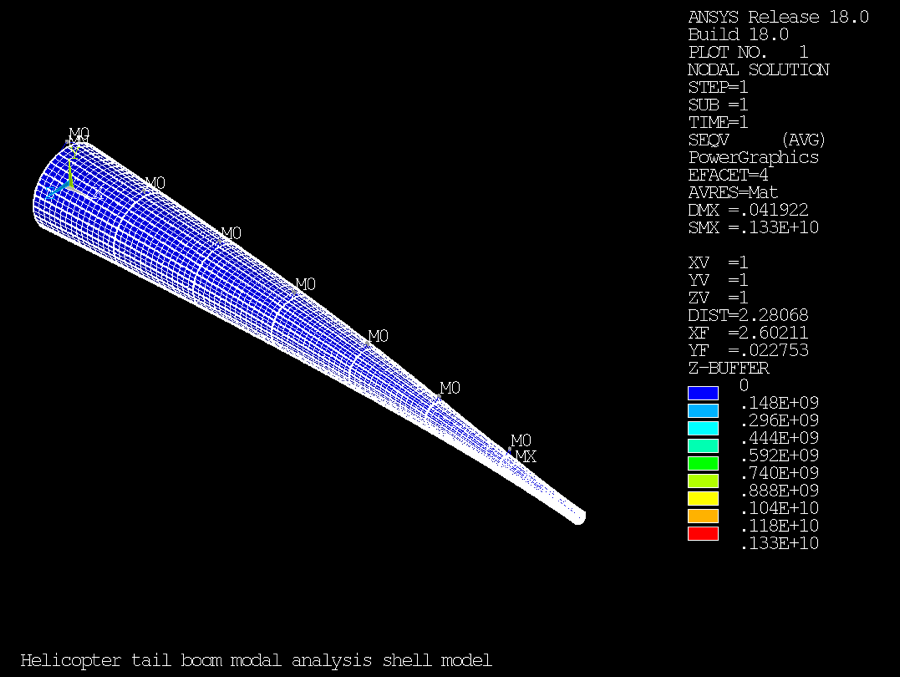 ANSYS Release 18.0
Build 18.0
PLOT NO.   1
NODAL SOLUTION
STEP=1
SUB =1
TIME=1
SEQV     (AVG)
PowerGraphics
EFACET=4
AVRES=Mat
DMX =.041922
SMX =.133E+10
XV  =1
YV  =1
ZV  =1
DIST=2.28068
XF  =2.60211
YF  =.022753
Z-BUFFER
0
.148E+09
.296E+09
.444E+09
.592E+09
.740E+09
.888E+09
.104E+10
.118E+10
.133E+10
M0
M0
M0
M0
M0
M0
M0
MX
Helicopter tail boom modal analysis shell model